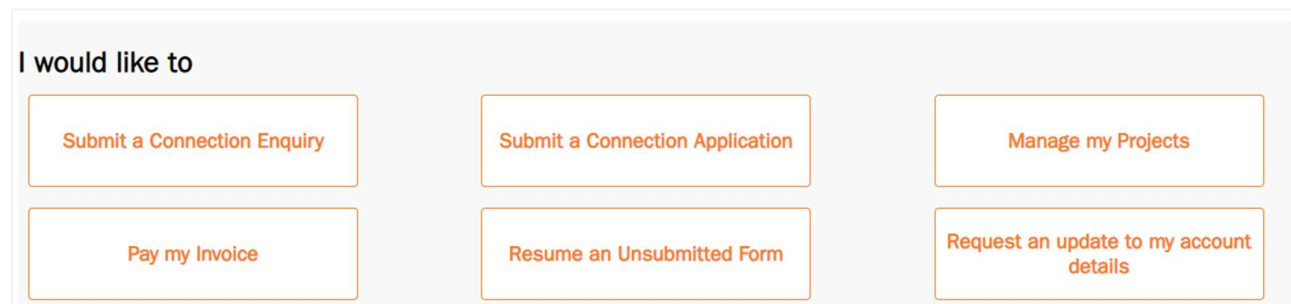 I would like to
Submit a Connection Enquiry
Submit a Connection Application
Manage my Projects
Pay my Invoice
Resume an Unsubmitted Form
Request an update to my account
details